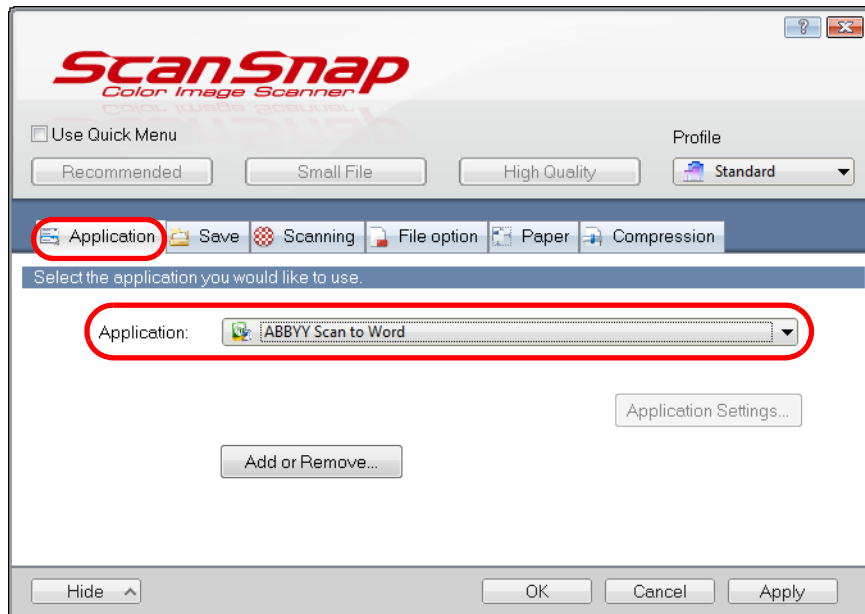 ScanSnap
Color Image Scanner
Use Quick Menu
Profile
Recommended Small File High Quality Standard
Application Save Scanning File option Paper Compression
Select the application you would like to use.
Application: ABBYY Scan to Word
Application Settings...
Add or Remove...
Hide OK Cancel Apply